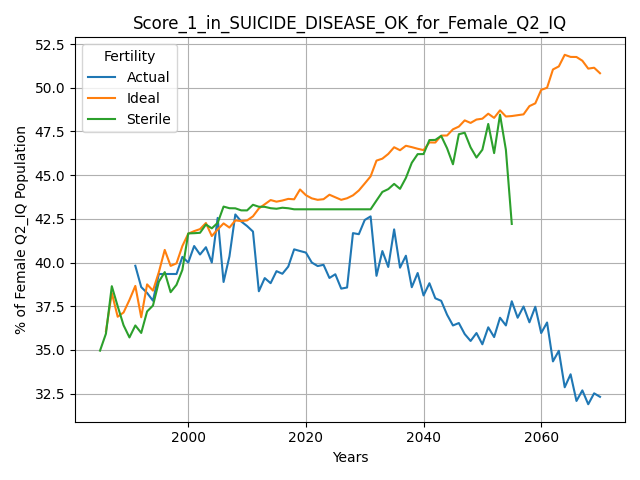 Score_1_in_SUICIDE_DISEASE_OK_for_Female_Q2_IQ
% of Female Q2_IQ Population
52.5
50.0
47.5
45.0
42.5
40.0
37.5
35.0
32.5
Fertility
Actual
Ideal
Sterile
2000
2020
2040
2060
Years